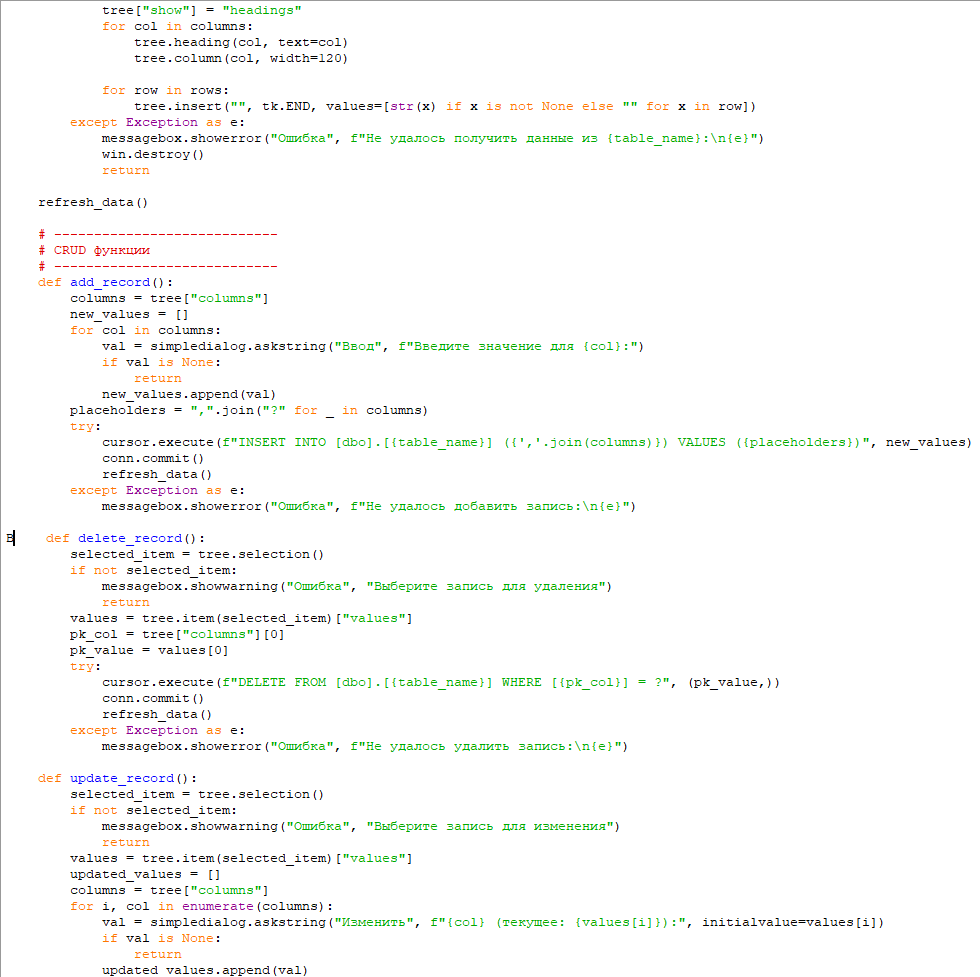 tree["show"] = "headings"
            for col in columns:
                tree.heading(col, text=col)
                tree.column(col, width=120)

            for row in rows:
                tree.insert("", tk.END, values=[str(x) if x is not None else "" for x in row])
        except Exception as e:
            messagebox.showerror("Ошибка", f"Не удалось получить данные из {table_name}:\n{e}")
            win.destroy()
            return

    refresh_data()

    # ----------------------------
    # CRUD функции
    # ----------------------------
    def add_record():
        columns = tree["columns"]
        new_values = []
        for col in columns:
            val = simpledialog.askstring("Ввод", f"Введите значение для {col}:")
            if val is None:
                return
            new_values.append(val)
        placeholders = ",".join("?" for _ in columns)
        try:
            cursor.execute(f"INSERT INTO [dbo].[{table_name}] ({','.join(columns)}) VALUES ({placeholders})", new_values)
            conn.commit()
            refresh_data()
        except Exception as e:
            messagebox.showerror("Ошибка", f"Не удалось добавить запись:\n{e}")

В    def delete_record():
        selected_item = tree.selection()
        if not selected_item:
            messagebox.showwarning("Ошибка", "Выберите запись для удаления")
            return
        values = tree.item(selected_item)["values"]
        pk_col = tree["columns"][0]
        pk_value = values[0]
        try:
            cursor.execute(f"DELETE FROM [dbo].[{table_name}] WHERE [{pk_col}] = ?", (pk_value,))
            conn.commit()
            refresh_data()
        except Exception as e:
            messagebox.showerror("Ошибка", f"Не удалось удалить запись:\n{e}")

    def update_record():
        selected_item = tree.selection()
        if not selected_item:
            messagebox.showwarning("Ошибка", "Выберите запись для изменения")
            return
        values = tree.item(selected_item)["values"]
        updated_values = []
        columns = tree["columns"]
        for i, col in enumerate(columns):
            val = simpledialog.askstring("Изменить", f"{col} (текущее: {values[i]}):", initialvalue=values[i])
            if val is None:
                return
            updated_values.append(val)